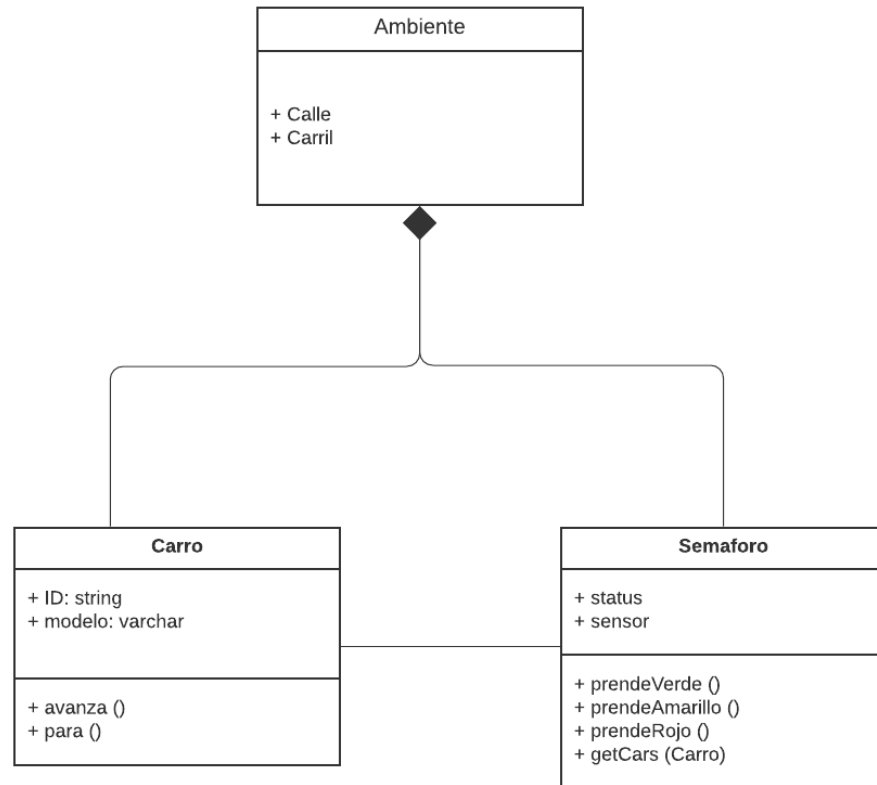 Ambiente
+ Calle
+ Carril
Carro
+ ID: string
+ modelo: varchar
+ avanza ()
+ para ()
Semaforo
+ status
+ sensor
+ prendeVerde ()
+ prendeAmarillo ()
+ prendeRojo ()
+ getCars (Carro)